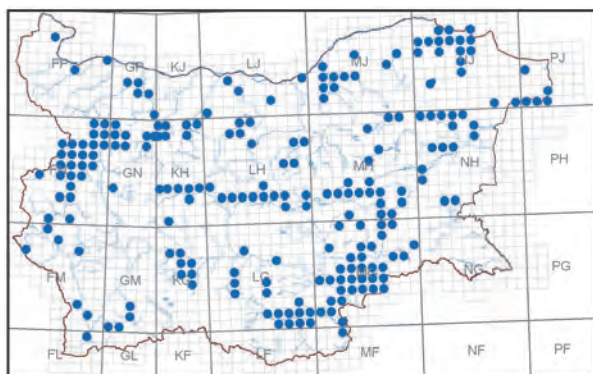 FP GP KJ LJ MJ NJ PJ
GN KH LH MH NH PH
FM GM KG LG NG PG
FL GL KF LF MF NF PF